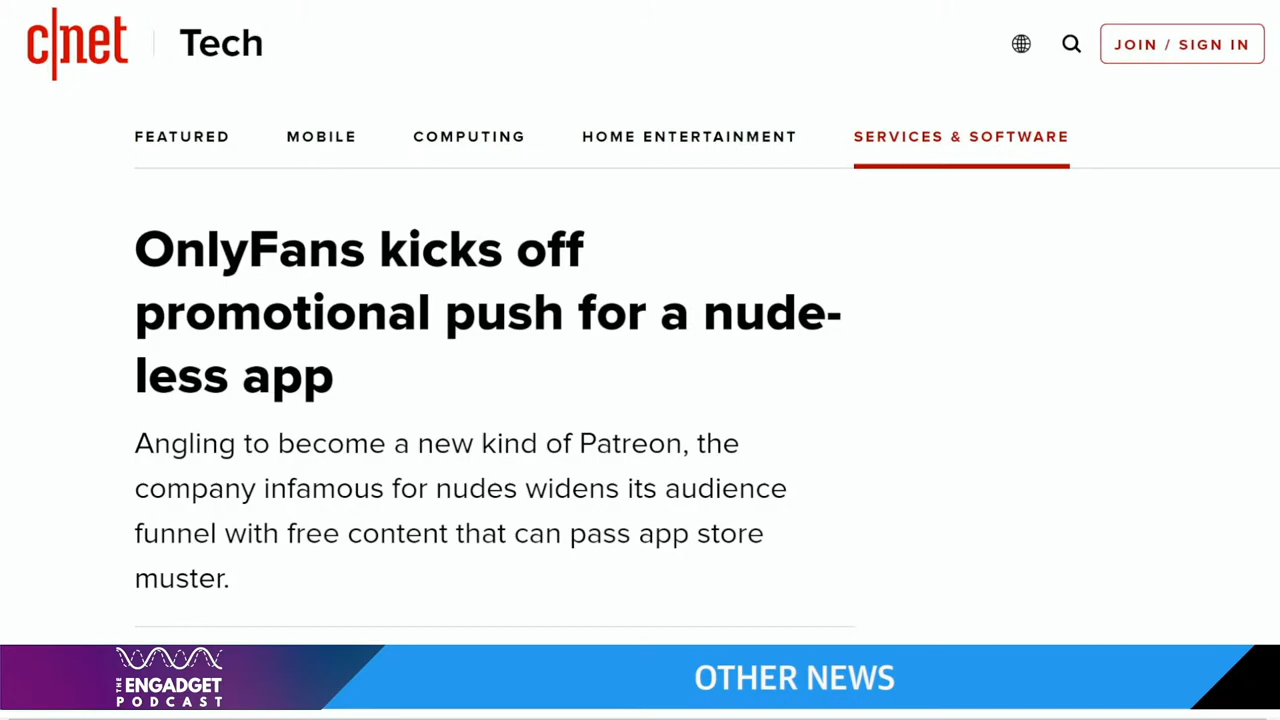 c|net Tech JOIN / SIGN IN
FEATURED MOBILE COMPUTING HOME ENTERTAINMENT SERVICES & SOFTWARE
OnlyFans kicks off
promotional push for a nude-
less app
Angling to become a new kind of Patreon, the
company infamous for nudes widens its audience
funnel with free content that can pass app store
muster.
THE
ENGADGET
PODCAST
OTHER NEWS